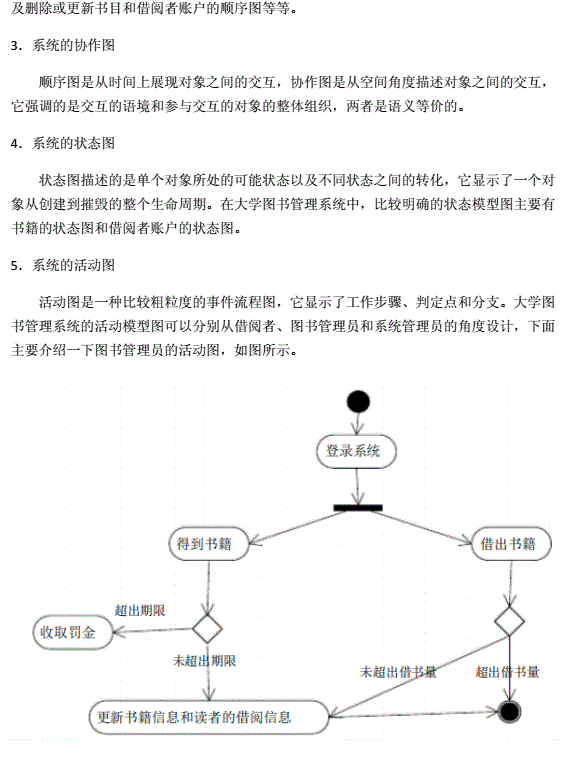 及删除或更新书目和借阅者账户的顺序图等等。
3．系统的协作图
顺序图是从时间上展现对象之间的交互，协作图是从空间角度描述对象之间的交互，
它强调的是交互的语境和参与交互的对象的整体组织，两者是语义等价的。
4．系统的状态图
状态图描述的是单个对象所处的可能状态以及不同状态之间的转化，它显示了一个对
象从创建到摧毁的整个生命周期。在大学图书管理系统中，比较明确的状态模型图主要有
书籍的状态图和借阅者账户的状态图。
5．系统的活动图
活动图是一种比较粗粒度的事件流程图，它显示了工作步骤、判定点和分支。大学图
书管理系统的活动模型图可以分别从借阅者、图书管理员和系统管理员的角度设计，下面
主要介绍一下图书管理员的活动图，如图所示。
登录系统
得到书籍
借出书籍
超出期限
收取罚金
未超出期限
未超出借书量
超出借书量
更新书籍信息和读者的借阅信息